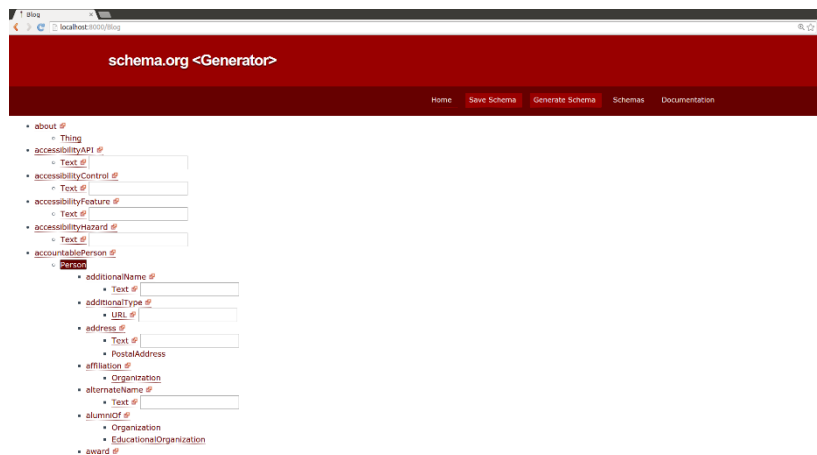 Blog
localhost:8000/Blog
schema.org <Generator>
Home Save Schema Generate Schema Schemas Documentation
about
Thing
accessibilityAPI
Text
accessibilityControl
Text
accessibilityFeature
Text
accessibilityHazard
Text
accountablePerson
Person
additionalName
Text
additionalType
URL
address
Text
PostalAddress
affiliation
Organization
alternateName
Text
alumniOf
Organization
EducationalOrganization
award